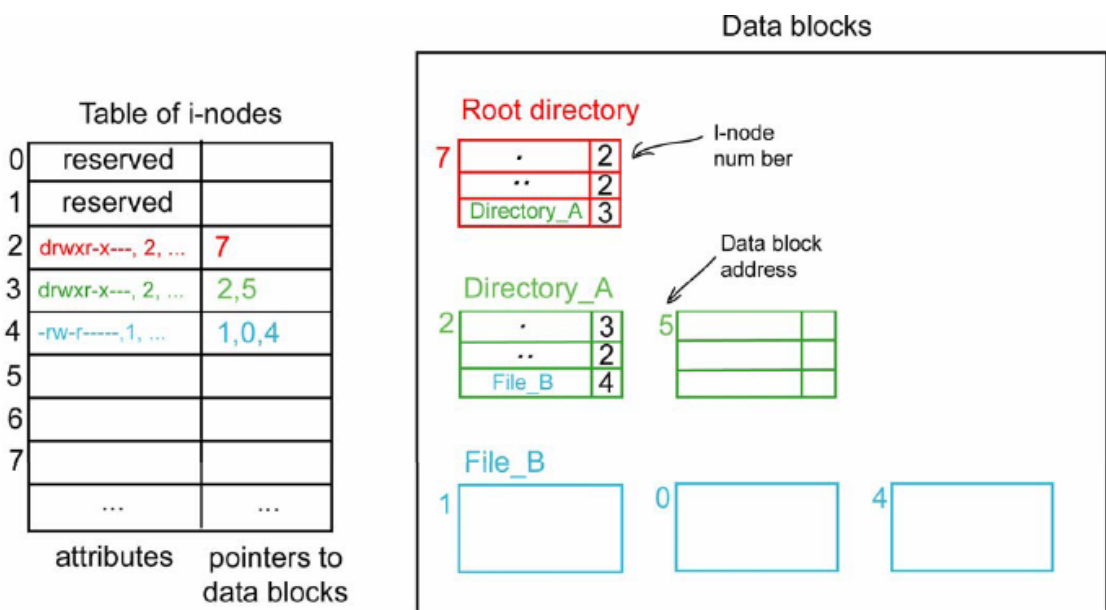 Data blocks
Table of i-nodes
0 reserved
1 reserved
2 drwxr-x---, 2, ... 7
3 drwxr-x---, 2, ... 2,5
4 -rw-r-----,1, ... 1,0,4
5
6
7
... ...
attributes pointers to
data blocks
Root directory
I-node
num ber
7 . 2
.. 2
Directory_A 3
Data block
address
Directory_A
2 . 3
.. 2
File_B 4
5
File_B
1 0 4